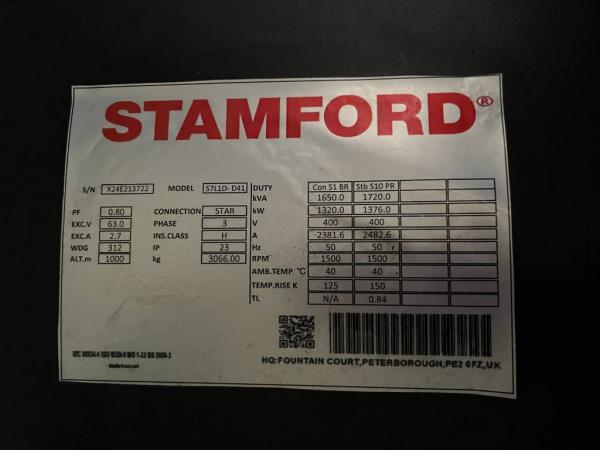 STAMFORD®
S/N X24E213722 MODEL S7L1D- D41 DUTY Con S1 BR Stb S10 PR
kVA 1650.0 1720.0
PF 0.80 CONNECTION STAR kW 1320.0 1376.0
EXC.V 63.0 PHASE 3 V 400 400
EXC.A 2.7 INS.CLASS H A 2381.6 2482.6
WDG 312 IP 23 Hz 50 50
ALT.m 1000 kg 3066.00 RPM 1500 1500
AMB.TEMP ℃ 40 40
TEMP.RISE K 125 150
TL N/A 0.84
HQ:FOUNTAIN COURT,PETERBOROUGH,PE2 6FZ,UK